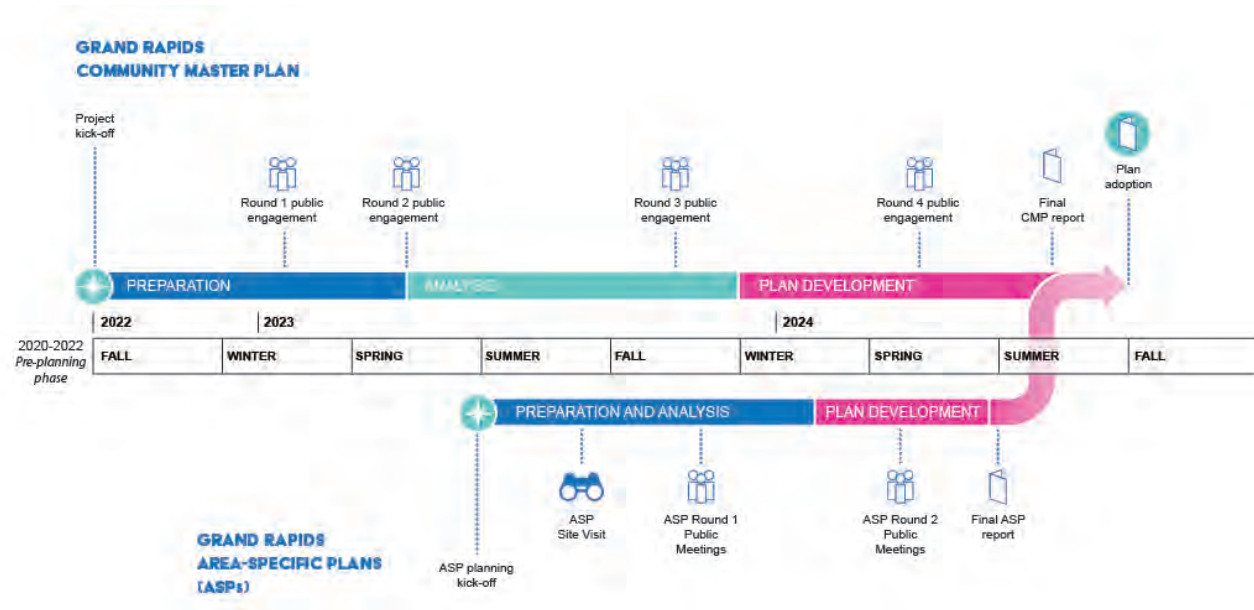 GRAND RAPIDS
COMMUNITY MASTER PLAN
Project
kick-off
Round 1 public
engagement
Round 2 public
engagement
Round 3 public
engagement
Round 4 public
engagement
Final
CMP report
Plan
adoption
PREPARATION
ANALYSIS
PLAN DEVELOPMENT
2022
2023
2024
2020-2022
Pre-planning
phase
FALL
WINTER
SPRING
SUMMER
FALL
WINTER
SPRING
SUMMER
FALL
PREPARATION AND ANALYSIS
PLAN DEVELOPMENT
ASP
Site Visit
ASP Round 1
Public
Meetings
ASP Round 2
Public
Meetings
Final ASP
report
ASP planning
kick-off
GRAND RAPIDS
AREA-SPECIFIC PLANS
(ASPs)